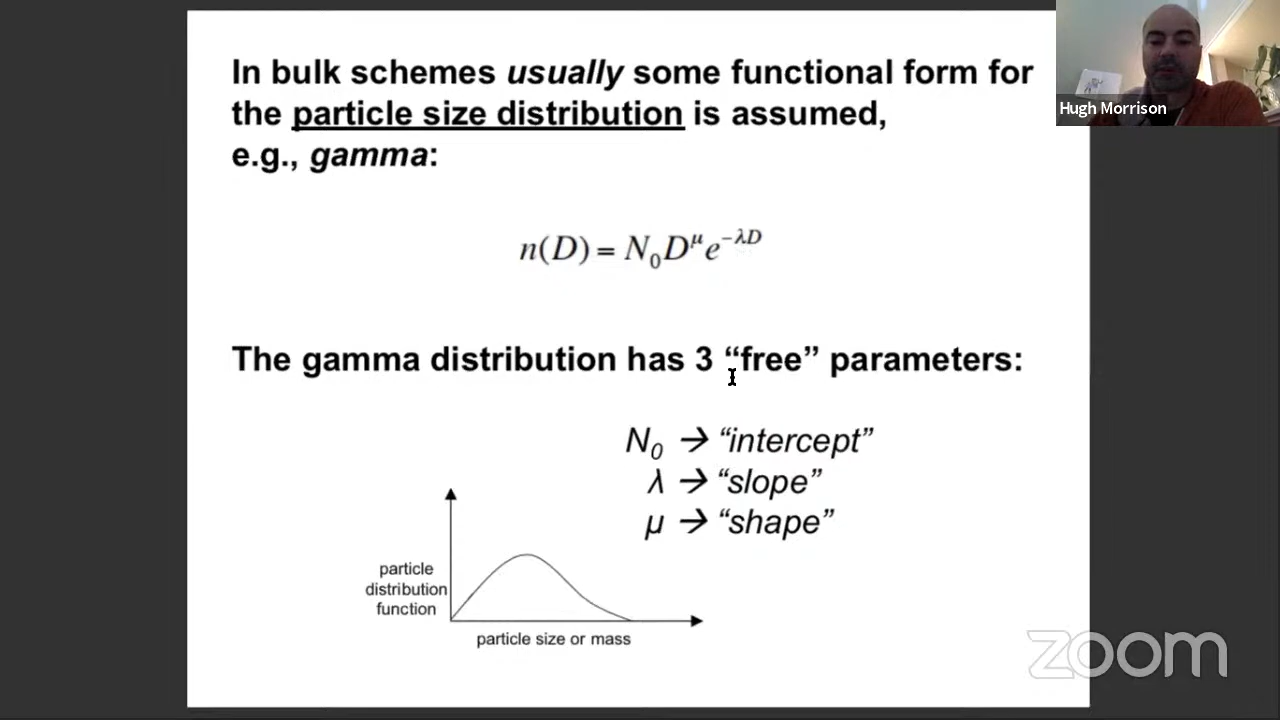 In bulk schemes usually some functional form for
the particle size distribution is assumed,
e.g., gamma:
n(D) = N₀D^μ e^−λD
The gamma distribution has 3 “free” parameters:
N₀ → “intercept”
λ → “slope”
μ → “shape”
particle
distribution
function
particle size or mass
Hugh Morrison
zoom